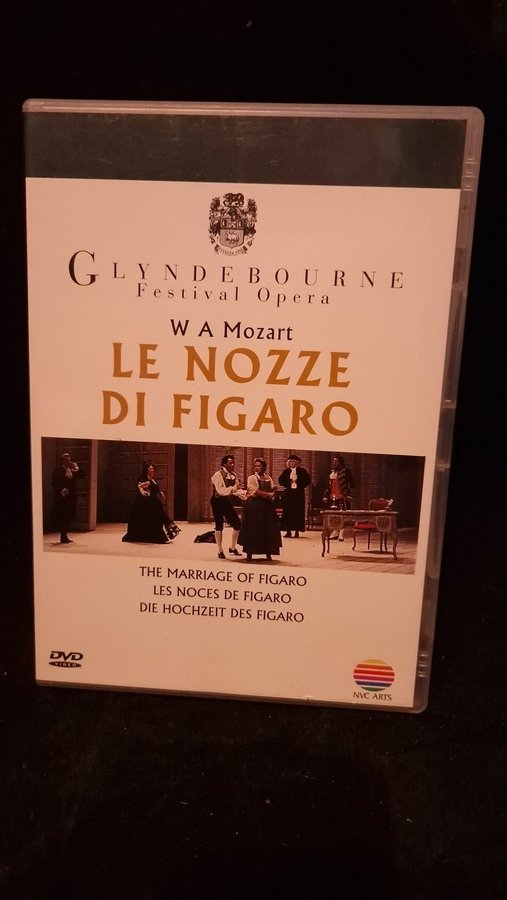 GLYNDEBOURNE
Festival Opera
W A Mozart
LE NOZZE
DI FIGARO
THE MARRIAGE OF FIGARO
LES NOCES DE FIGARO
DIE HOCHZEIT DES FIGARO
DVD
VIDEO
NVC ARTS